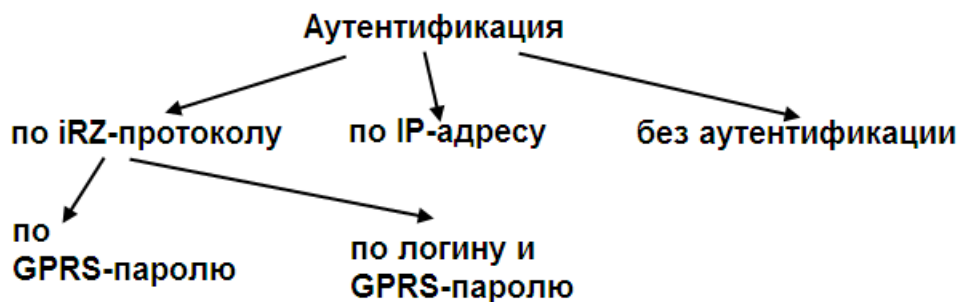 Аутентификация
по iRZ-протоколу
по IP-адресу
без аутентификации
по
GPRS-паролю
по логину и
GPRS-паролю